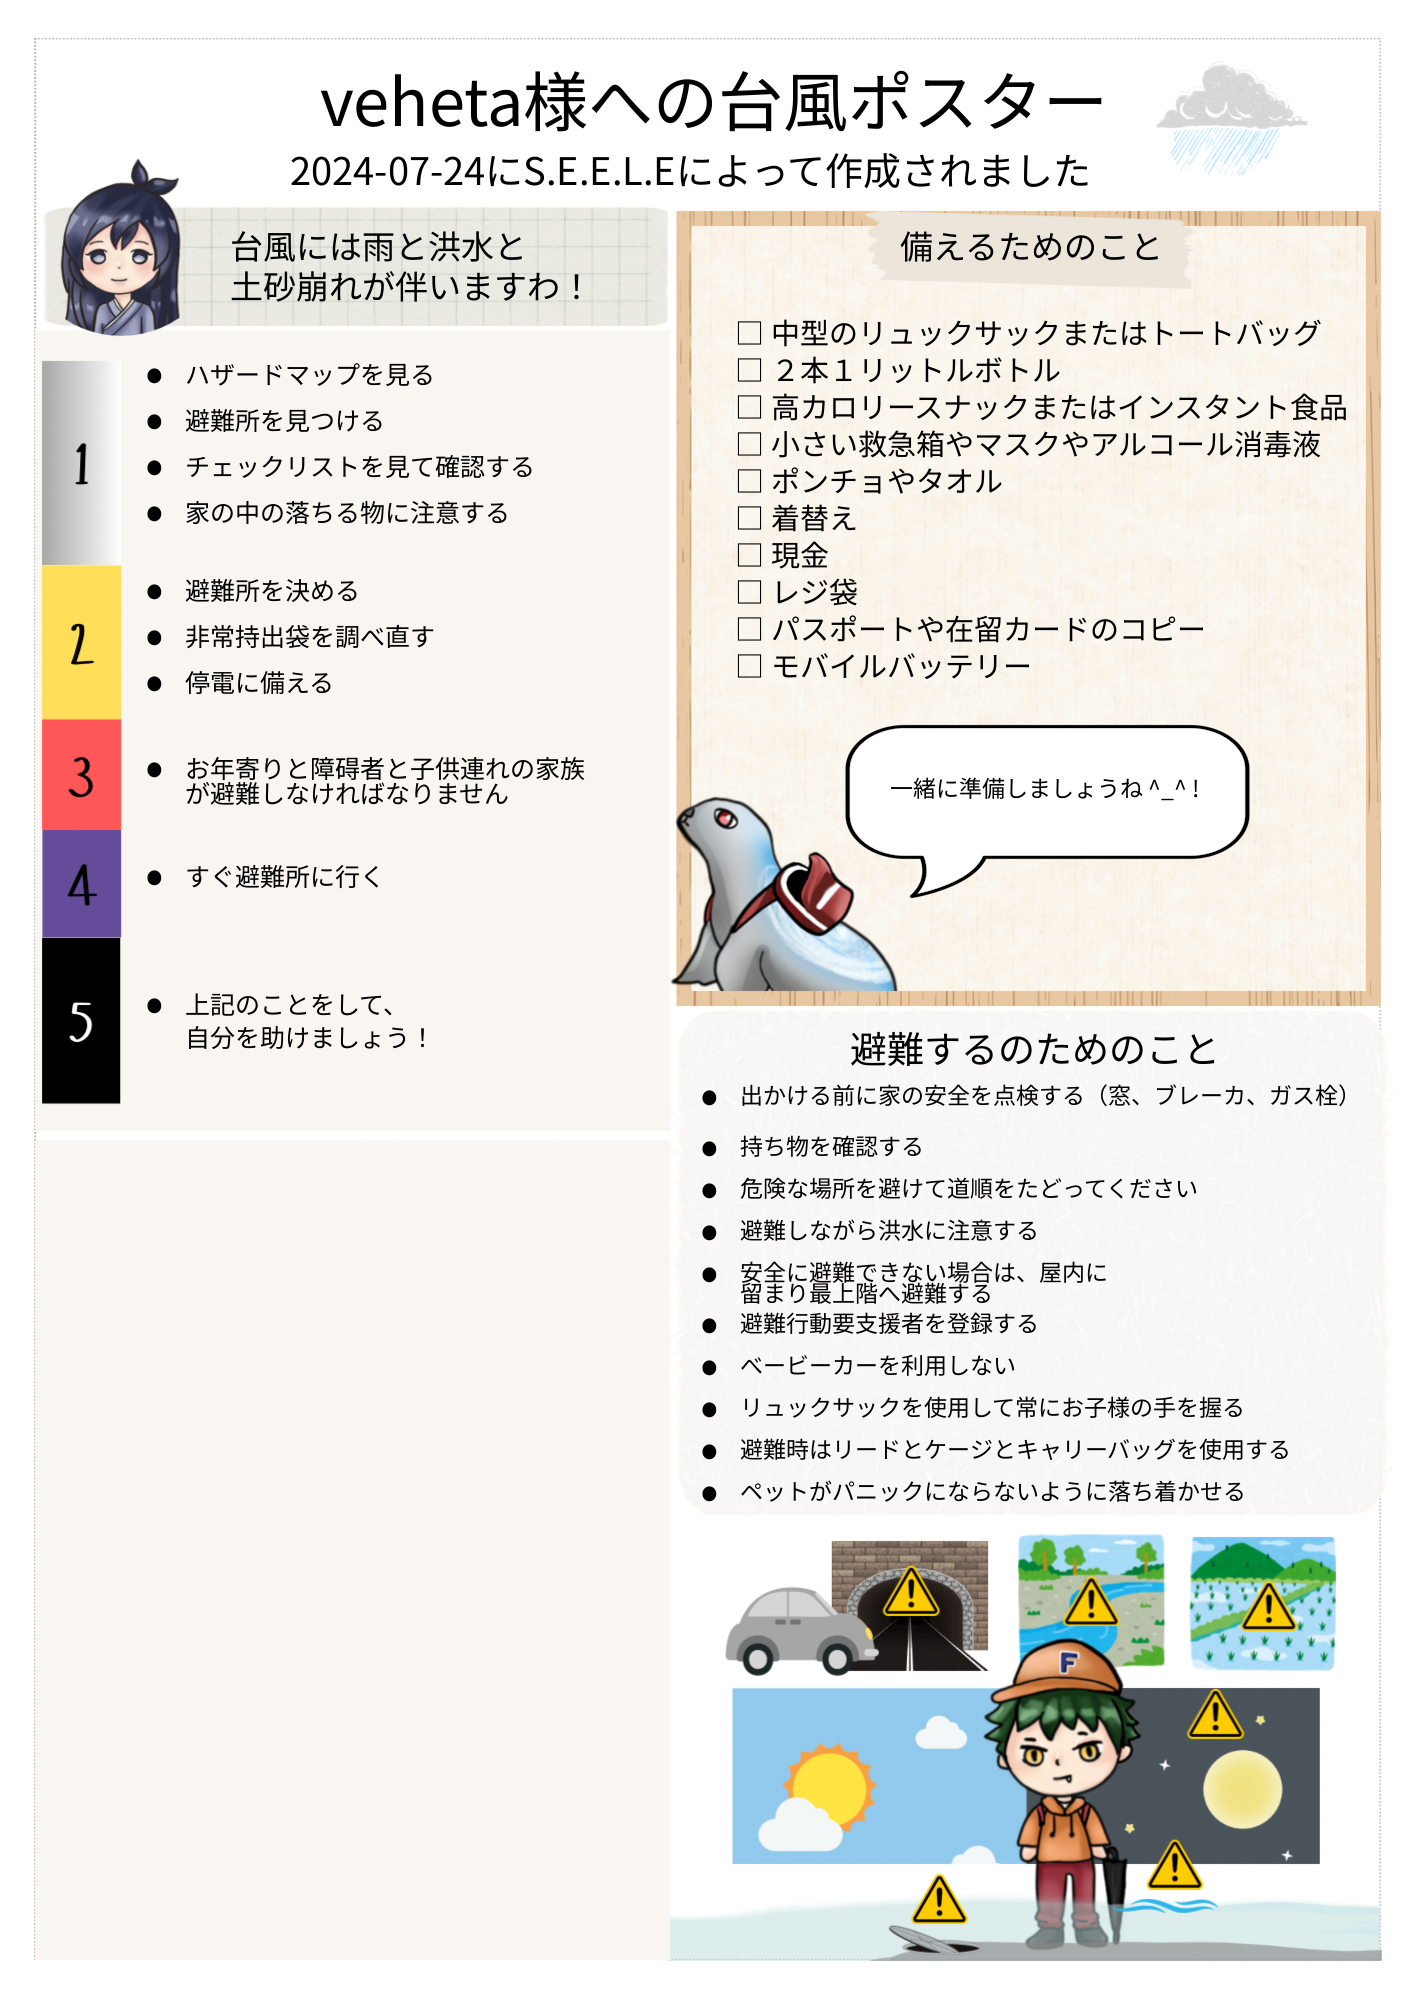 veheta様への台風ポスター
2024-07-24にS.E.E.L.Eによって作成されました
台風には雨と洪水と
土砂崩れが伴いますわ！
1
● ハザードマップを見る
● 避難所を見つける
● チェックリストを見て確認する
● 家の中の落ちる物に注意する
2
● 避難所を決める
● 非常持出袋を調べ直す
● 停電に備える
3
● お年寄りと障碍者と子供連れの家族
が避難しなければなりません
4
● すぐ避難所に行く
5
● 上記のことをして、
自分を助けましょう！
備えるためのこと
□ 中型のリュックサックまたはトートバッグ
□ ２本１リットルボトル
□ 高カロリースナックまたはインスタント食品
□ 小さい救急箱やマスクやアルコール消毒液
□ ポンチョやタオル
□ 着替え
□ 現金
□ レジ袋
□ パスポートや在留カードのコピー
□ モバイルバッテリー
一緒に準備しましょうね ^_^ !
避難するのためのこと
● 出かける前に家の安全を点検する（窓、ブレーカ、ガス栓）
● 持ち物を確認する
● 危険な場所を避けて道順をたどってください
● 避難しながら洪水に注意する
● 安全に避難できない場合は、屋内に
留まり最上階へ避難する
● 避難行動要支援者を登録する
● ベービーカーを利用しない
● リュックサックを使用して常にお子様の手を握る
● 避難時はリードとケージとキャリーバッグを使用する
● ペットがパニックにならないように落ち着かせる
F